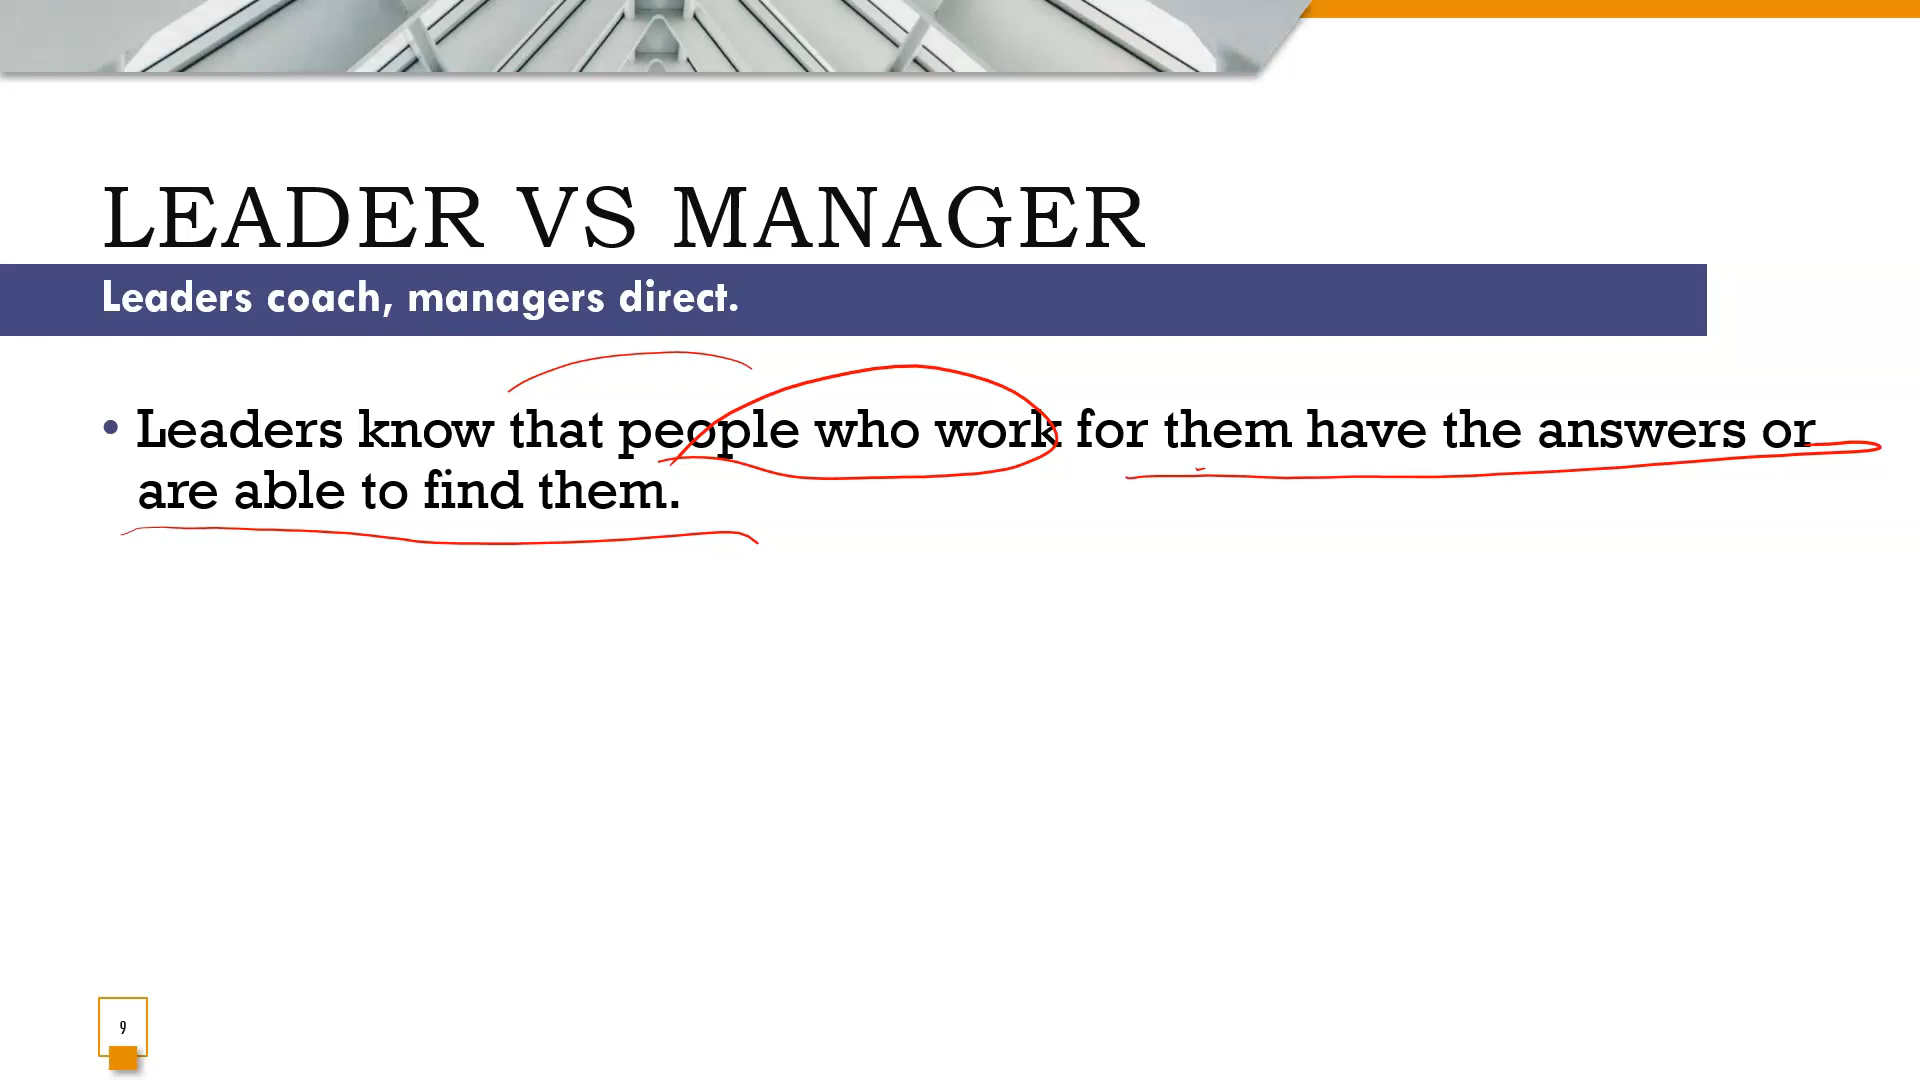 LEADER VS MANAGER
Leaders coach, managers direct.
• Leaders know that people who work for them have the answers or
are able to find them.
9